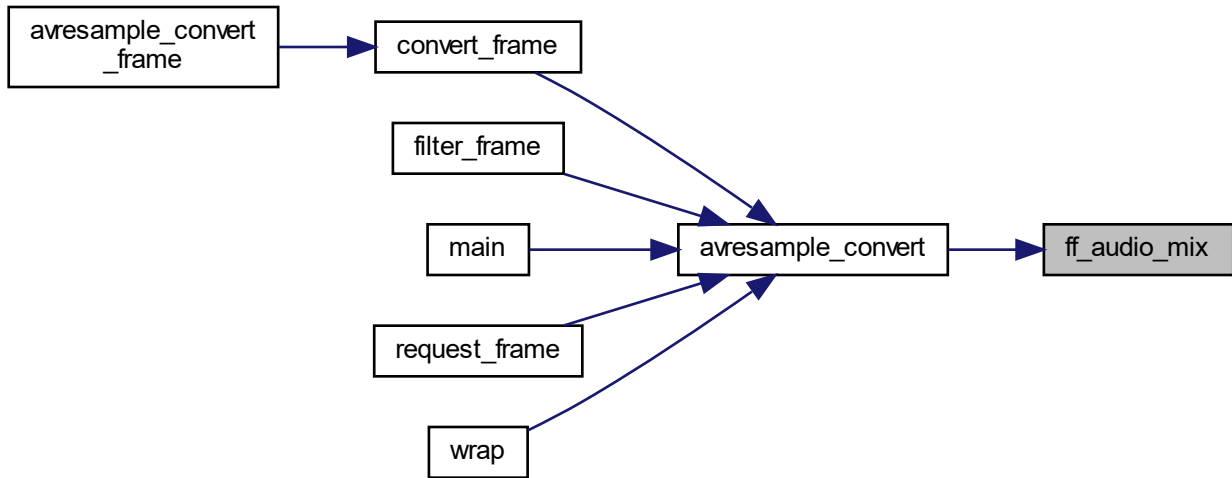 avresample_convert
_frame
convert_frame
filter_frame
main
avresample_convert
ff_audio_mix
request_frame
wrap